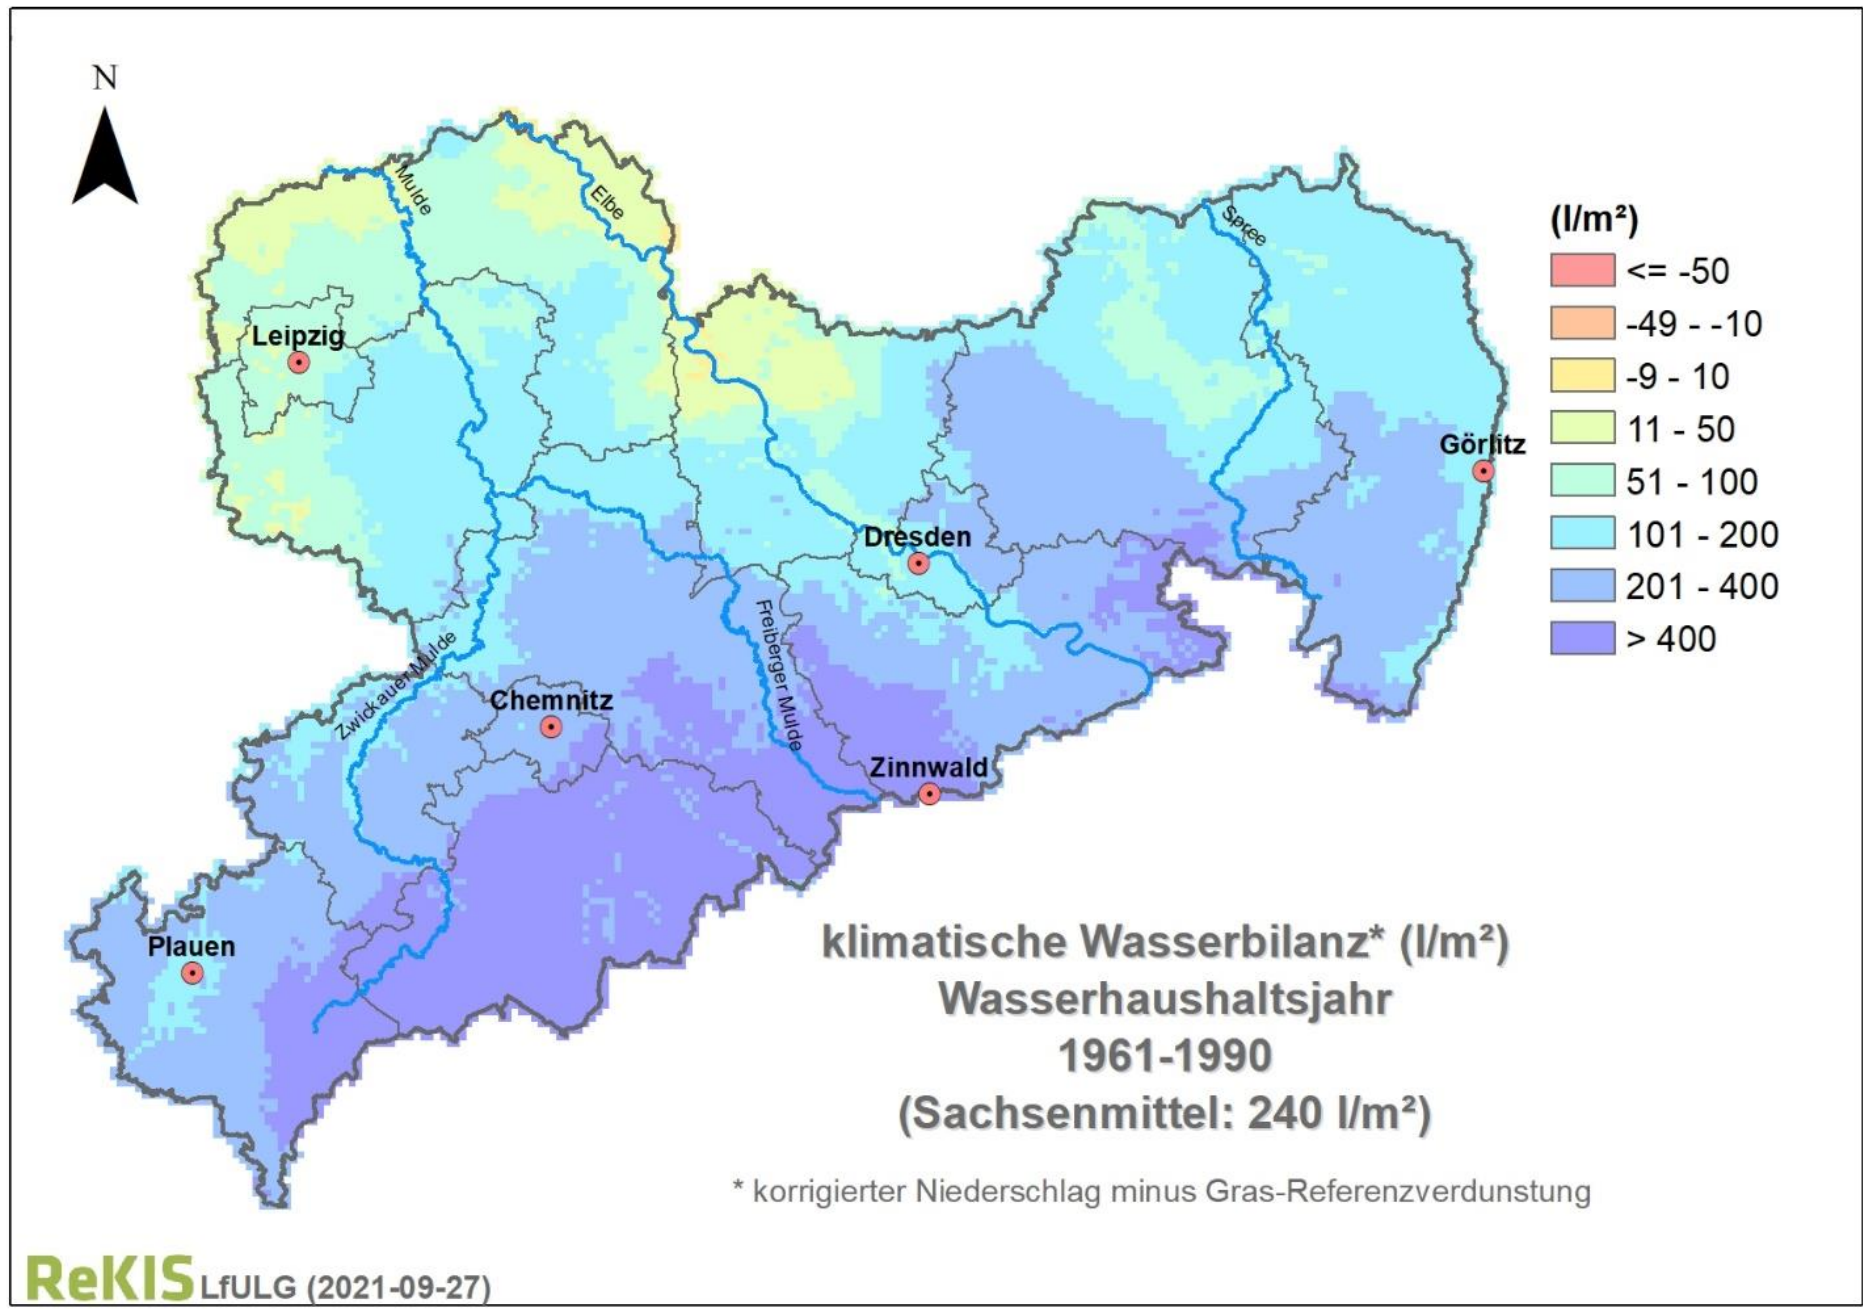 N
Mulde
Elbe
Spree
Leipzig
Görlitz
Dresden
Freiberger Mulde
Zwickauer Mulde
Chemnitz
Zinnwald
Plauen
(l/m²)
<= -50
-49 - -10
-9 - 10
11 - 50
51 - 100
101 - 200
201 - 400
> 400
klimatische Wasserbilanz* (l/m²)
Wasserhaushaltsjahr
1961-1990
(Sachsenmittel: 240 l/m²)
* korrigierter Niederschlag minus Gras-Referenzverdunstung
ReKIS LfULG (2021-09-27)